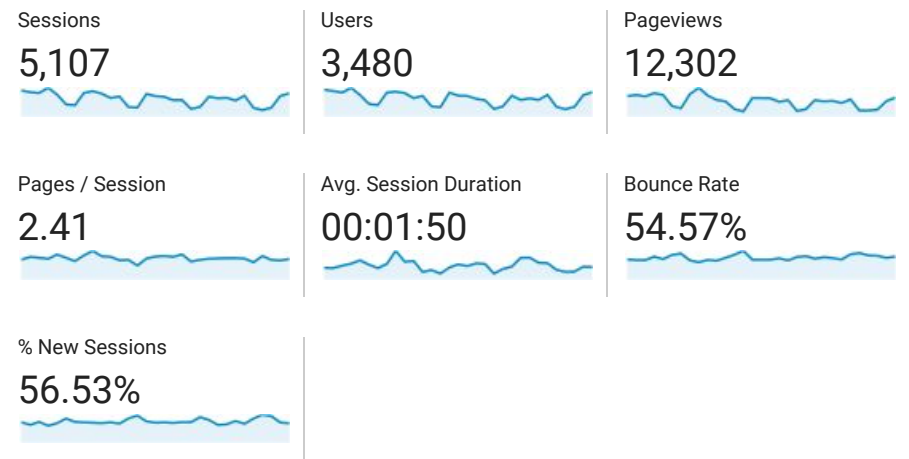 Sessions
5,107
Users
3,480
Pageviews
12,302
Pages / Session
2.41
Avg. Session Duration
00:01:50
Bounce Rate
54.57%
% New Sessions
56.53%